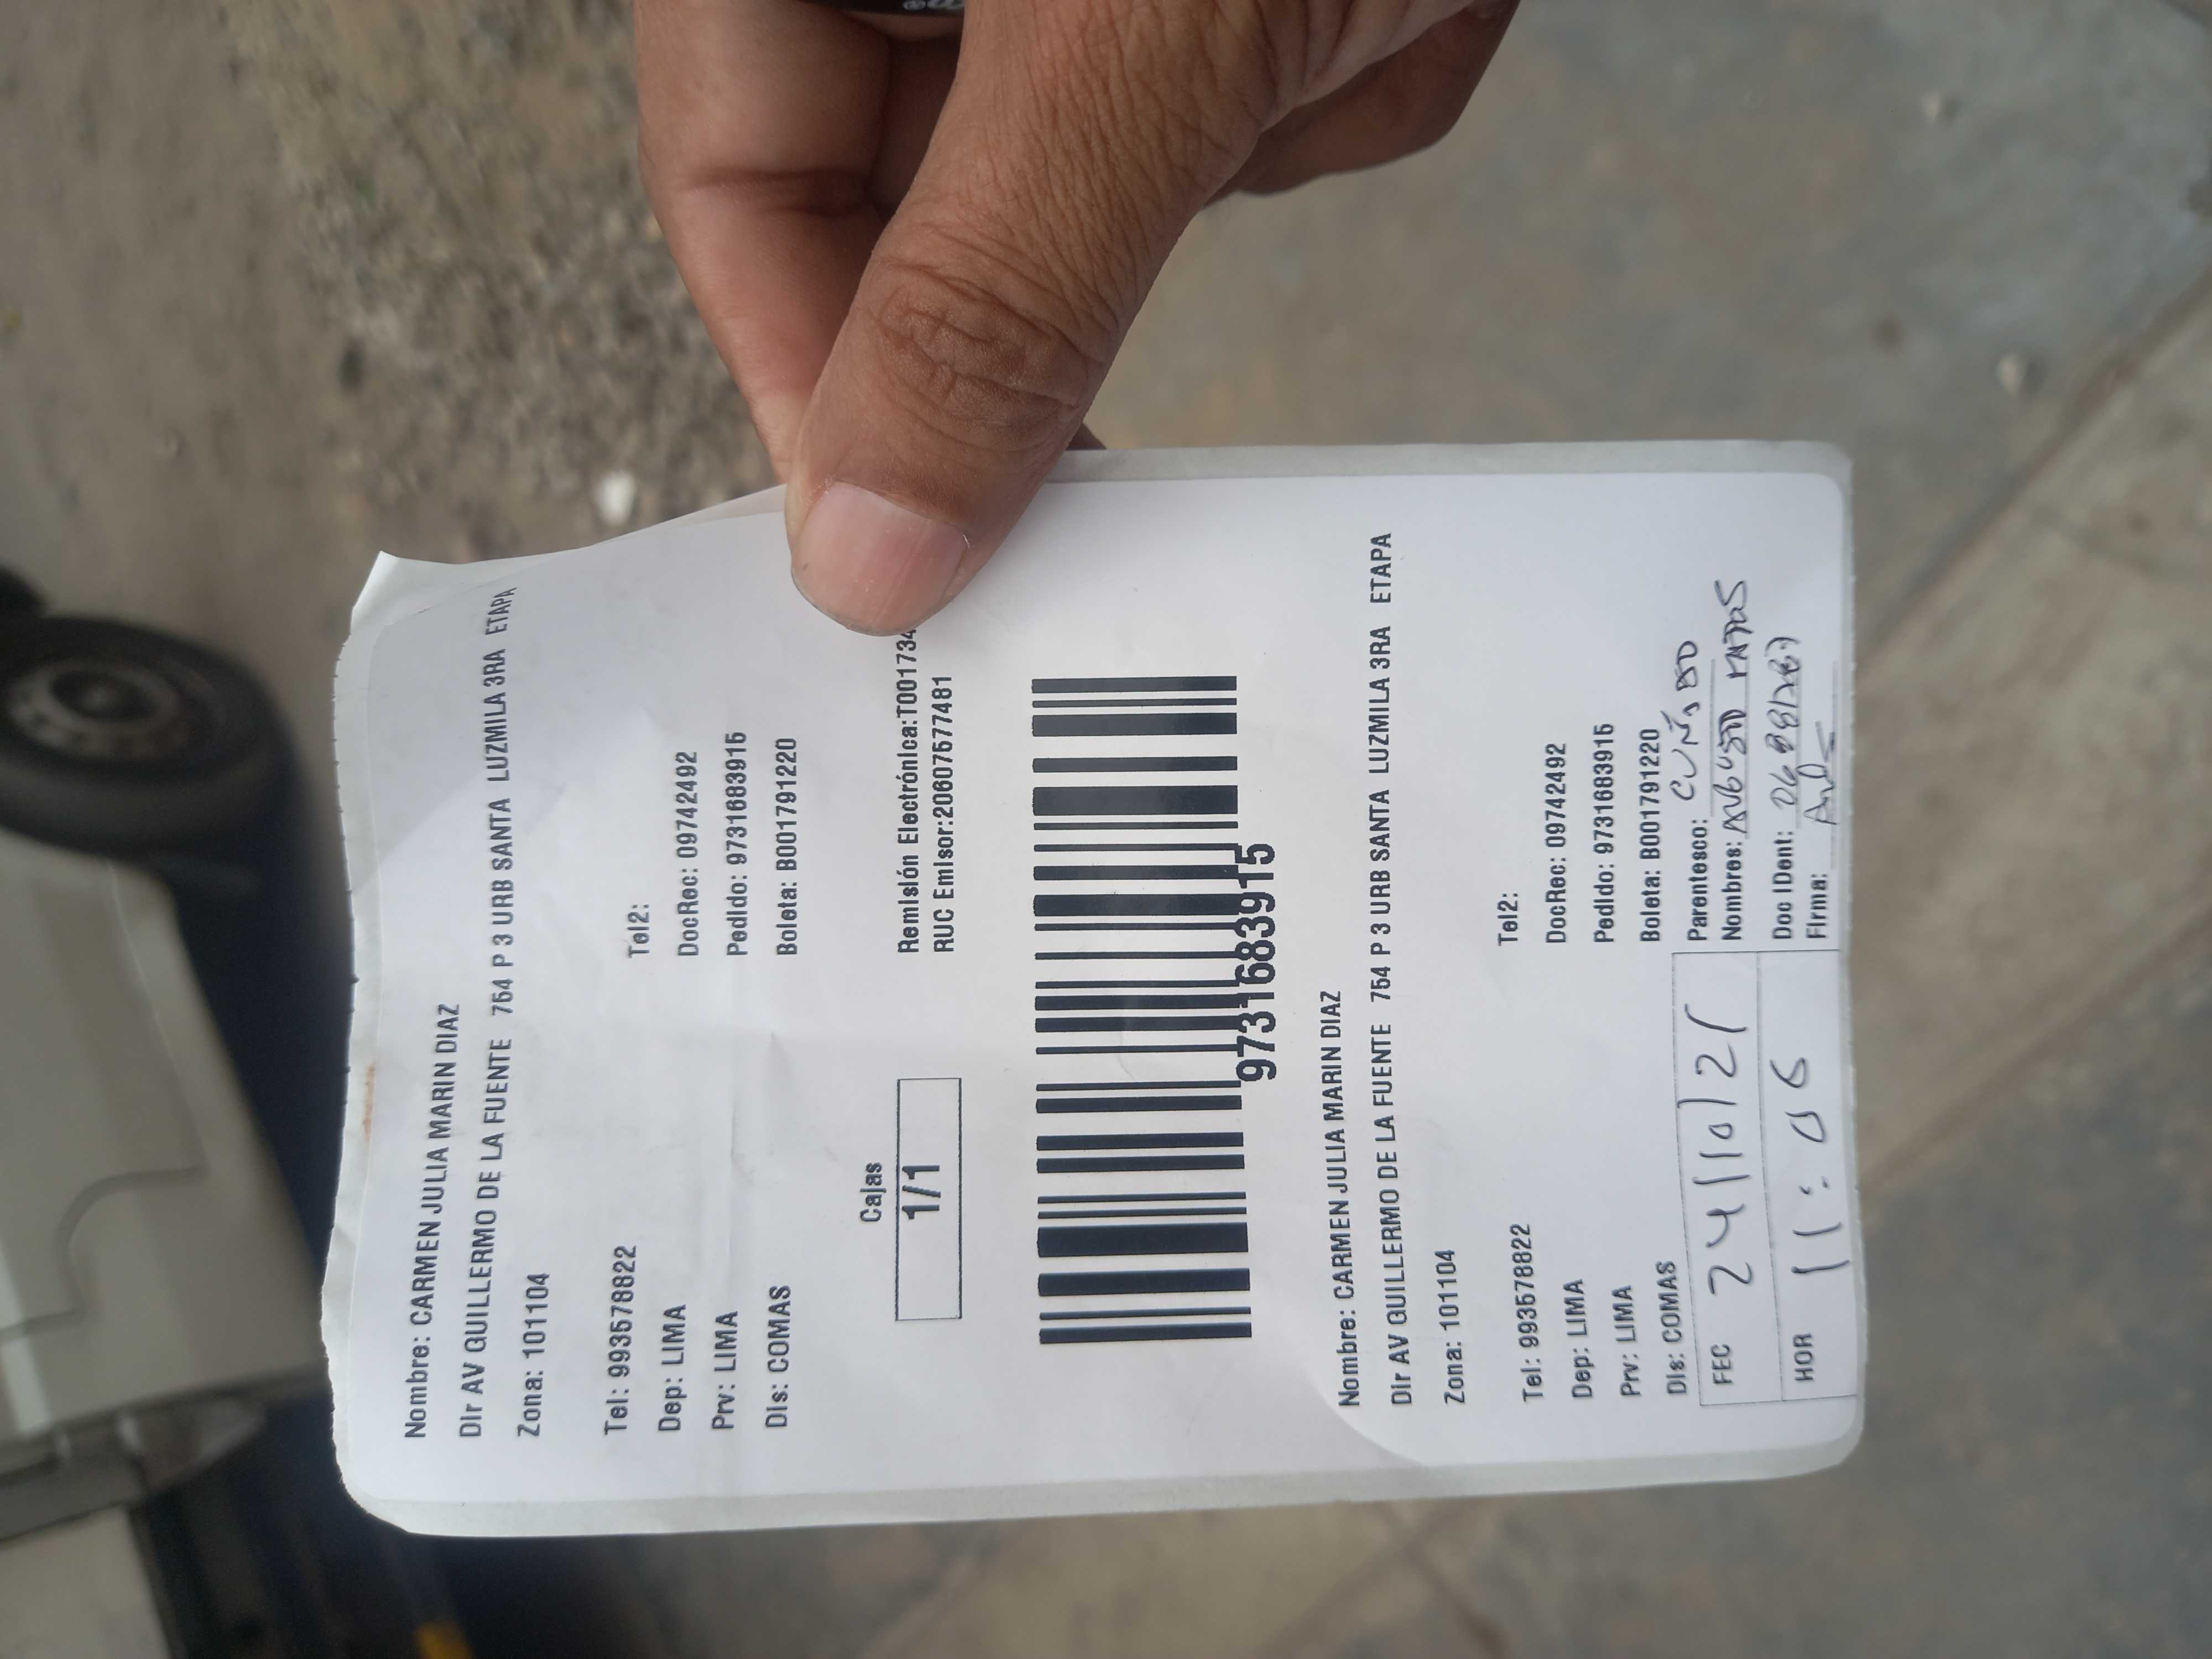 Nombre: CARMEN JULIA MARIN DIAZ
Dir AV GUILLERMO DE LA FUENTE 754 P 3 URB SANTA LUZMILA 3RA ETAPA
Zona: 101104
Tel: 993578822 Tel2:
Dep: LIMA DocRec: 09742492
Prv: LIMA Pedido: 9731683915
Dis: COMAS Boleta: B001791220
Cajas
1/1
Remisión Electrónica:T001734
RUC Emisor:20607577481
9731683915
Nombre: CARMEN JULIA MARIN DIAZ
Dir AV GUILLERMO DE LA FUENTE 754 P 3 URB SANTA LUZMILA 3RA ETAPA
Zona: 101104
Tel: 993578822 Tel2:
Dep: LIMA DocRec: 09742492
Prv: LIMA Pedido: 9731683915
Dis: COMAS Boleta: B001791220
FEC 24/10/25 Parentesco: CUÑADO
Nombres: MATOS
HOR 11:06 Doc IDent:
Firma: